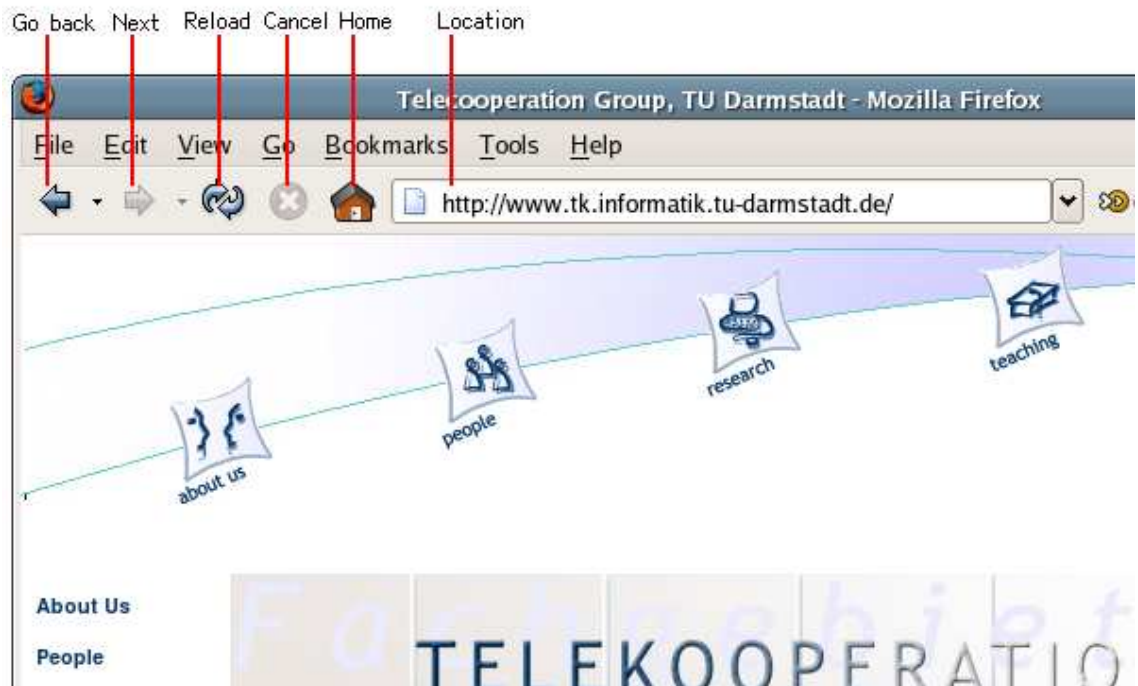 Go back Next Reload Cancel Home Location
Telecooperation Group, TU Darmstadt - Mozilla Firefox
File Edit View Go Bookmarks Tools Help
http://www.tk.informatik.tu-darmstadt.de/
teaching
research
people
about us
About Us
Fachgebiet
People
TELEKOOPERATIO